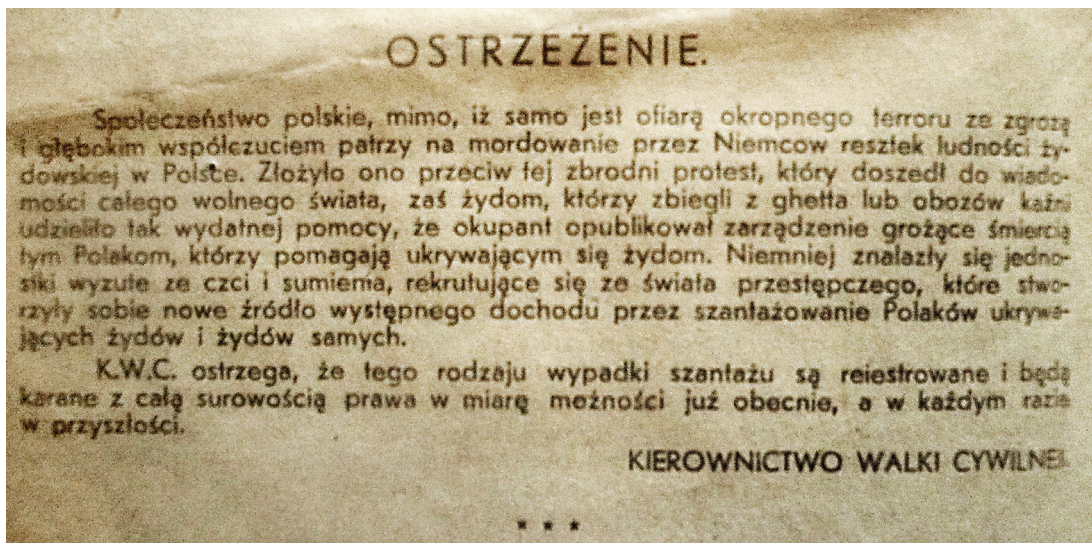 OSTRZEŻENIE.
Społeczeństwo polskie, mimo, iż samo jest ofiarą okropnego terroru ze zgrozą
i głębokim współczuciem patrzy na mordowanie przez Niemcow resztek ludności ży-
dowskiej w Polsce. Złożyło ono przeciw tej zbrodni protest, który doszedł do wiado-
mości całego wolnego świata, zaś żydom, którzy zbiegli z ghetta lub obozów kaźni
udzieliło tak wydatnej pomocy, że okupant opublikował zarządzenie grożące śmiercią
tym Polakom, którzy pomagają ukrywającym się żydom. Niemniej znalazły się jedno-
stki wyzute ze czci i sumienia, rekrutujące się ze świata przestępczego, które stwo-
rzyły sobie nowe źródło występnego dochodu przez szantażowanie Polaków ukrywa-
jących żydów i żydów samych.
K.W.C. ostrzega, że tego rodzaju wypadki szantażu są reiestrowane i będą
karane z całą surowością prawa w miarę możności już obecnie, a w każdym razie
w przyszłości.
KIEROWNICTWO WALKI CYWILNEJ.
* * *